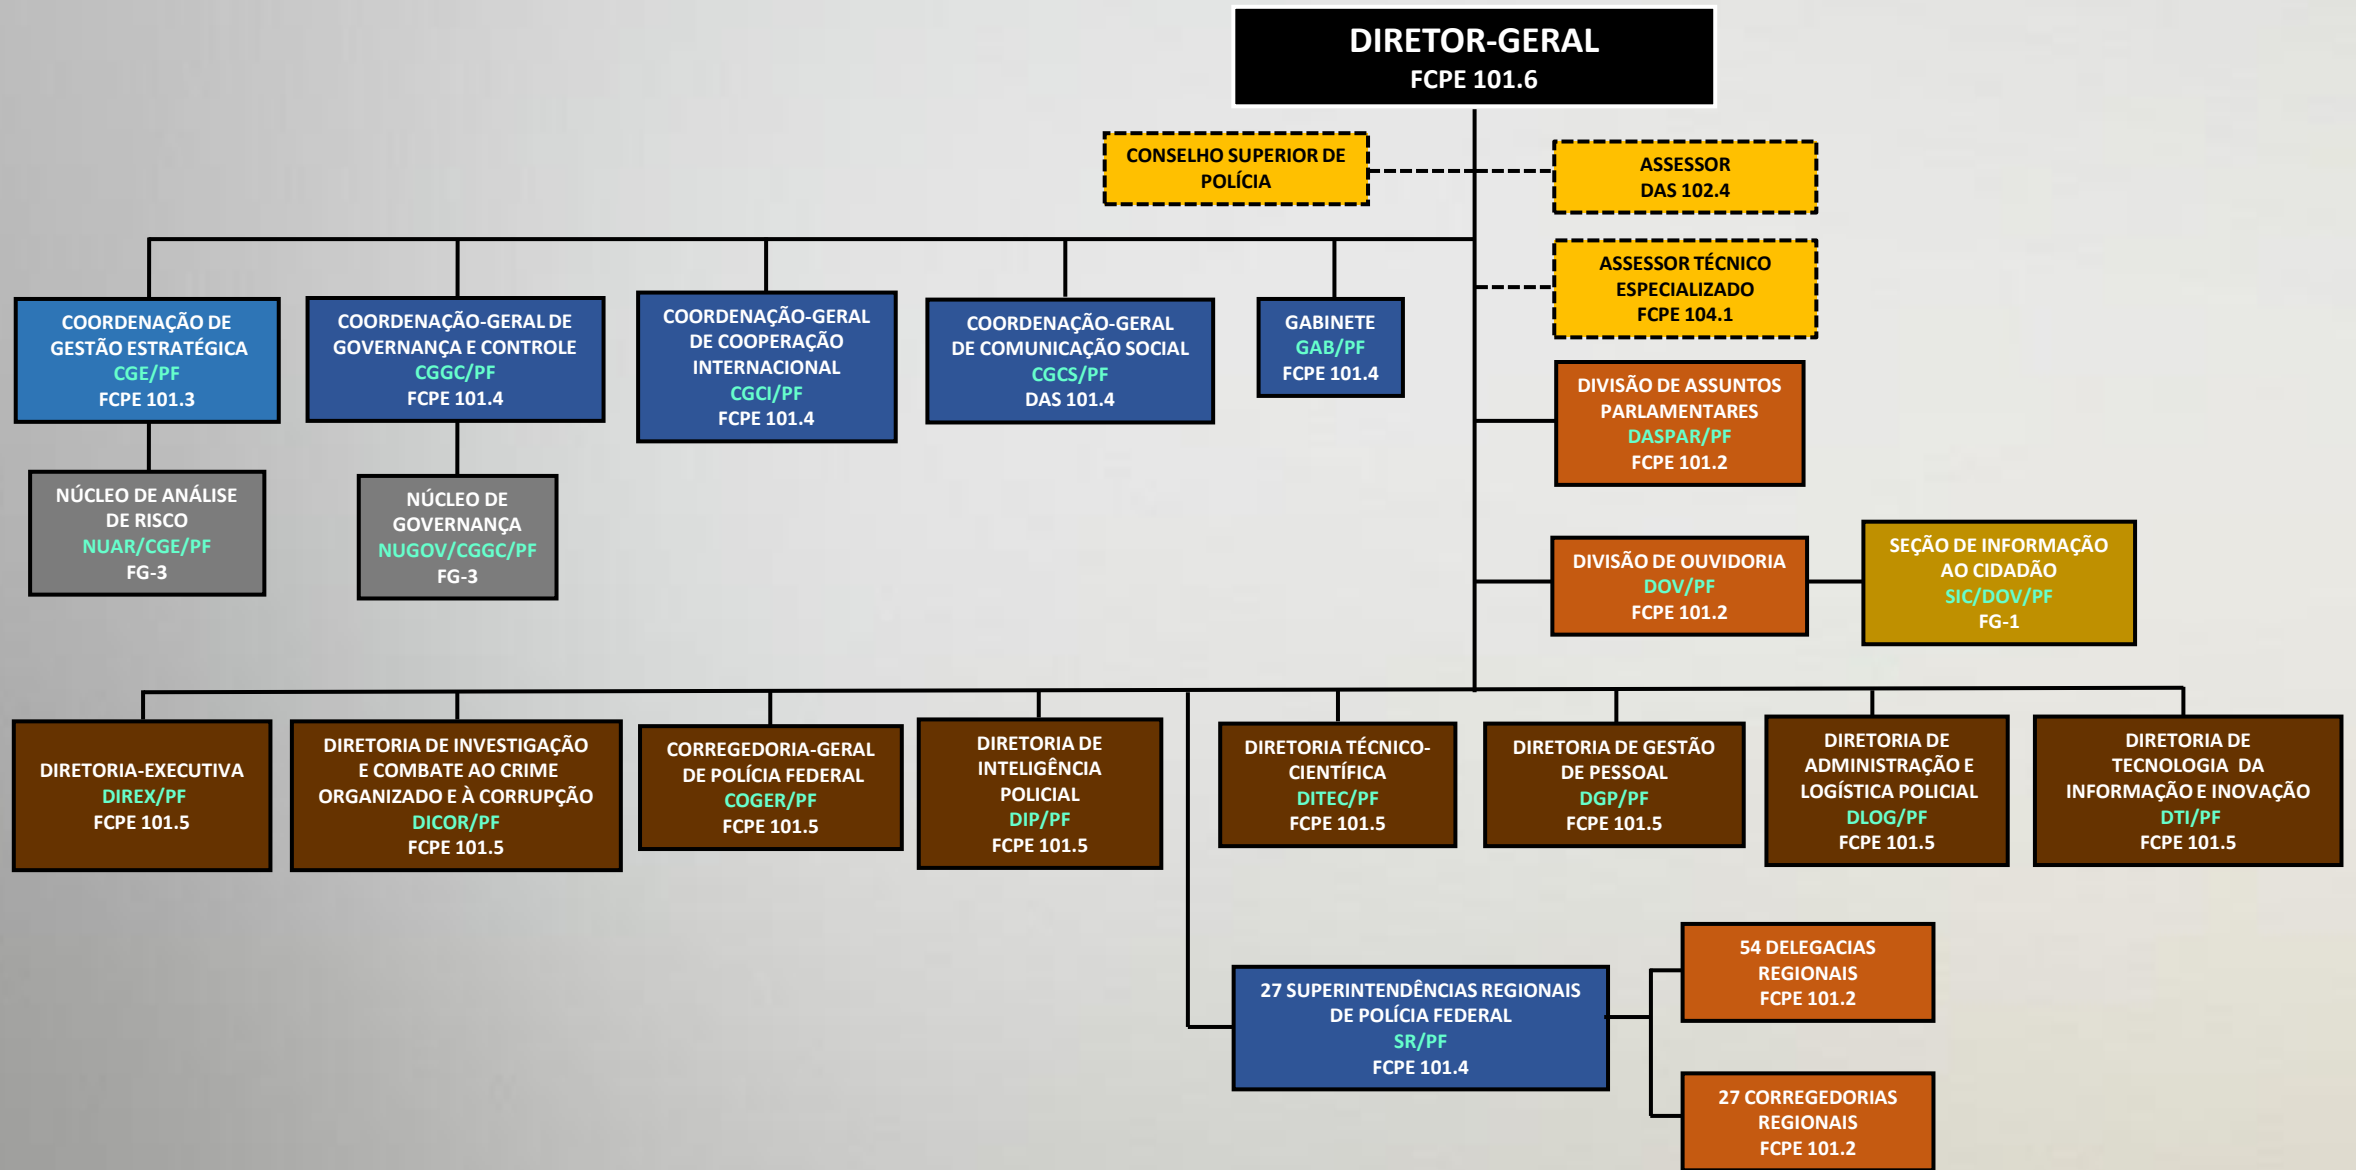 DIRETOR-GERAL
FCPE 101.6
CONSELHO SUPERIOR DE
POLÍCIA
ASSESSOR
DAS 102.4
ASSESSOR TÉCNICO
ESPECIALIZADO
FCPE 104.1
COORDENAÇÃO DE
GESTÃO ESTRATÉGICA
CGE/PF
FCPE 101.3
COORDENAÇÃO-GERAL DE
GOVERNANÇA E CONTROLE
CGGC/PF
FCPE 101.4
COORDENAÇÃO-GERAL
DE COOPERAÇÃO
INTERNACIONAL
CGCI/PF
FCPE 101.4
COORDENAÇÃO-GERAL
DE COMUNICAÇÃO SOCIAL
CGCS/PF
DAS 101.4
GABINETE
GAB/PF
FCPE 101.4
DIVISÃO DE ASSUNTOS
PARLAMENTARES
DASPAR/PF
FCPE 101.2
NÚCLEO DE ANÁLISE
DE RISCO
NUAR/CGE/PF
FG-3
NÚCLEO DE
GOVERNANÇA
NUGOV/CGGC/PF
FG-3
DIVISÃO DE OUVIDORIA
DOV/PF
FCPE 101.2
SEÇÃO DE INFORMAÇÃO
AO CIDADÃO
SIC/DOV/PF
FG-1
DIRETORIA-EXECUTIVA
DIREX/PF
FCPE 101.5
DIRETORIA DE INVESTIGAÇÃO
E COMBATE AO CRIME
ORGANIZADO E À CORRUPÇÃO
DICOR/PF
FCPE 101.5
CORREGEDORIA-GERAL
DE POLÍCIA FEDERAL
COGER/PF
FCPE 101.5
DIRETORIA DE
INTELIGÊNCIA
POLICIAL
DIP/PF
FCPE 101.5
DIRETORIA TÉCNICO-
CIENTÍFICA
DITEC/PF
FCPE 101.5
DIRETORIA DE GESTÃO
DE PESSOAL
DGP/PF
FCPE 101.5
DIRETORIA DE
ADMINISTRAÇÃO E
LOGÍSTICA POLICIAL
DLOG/PF
FCPE 101.5
DIRETORIA DE
TECNOLOGIA DA
INFORMAÇÃO E INOVAÇÃO
DTI/PF
FCPE 101.5
27 SUPERINTENDÊNCIAS REGIONAIS
DE POLÍCIA FEDERAL
SR/PF
FCPE 101.4
54 DELEGACIAS
REGIONAIS
FCPE 101.2
27 CORREGEDORIAS
REGIONAIS
FCPE 101.2